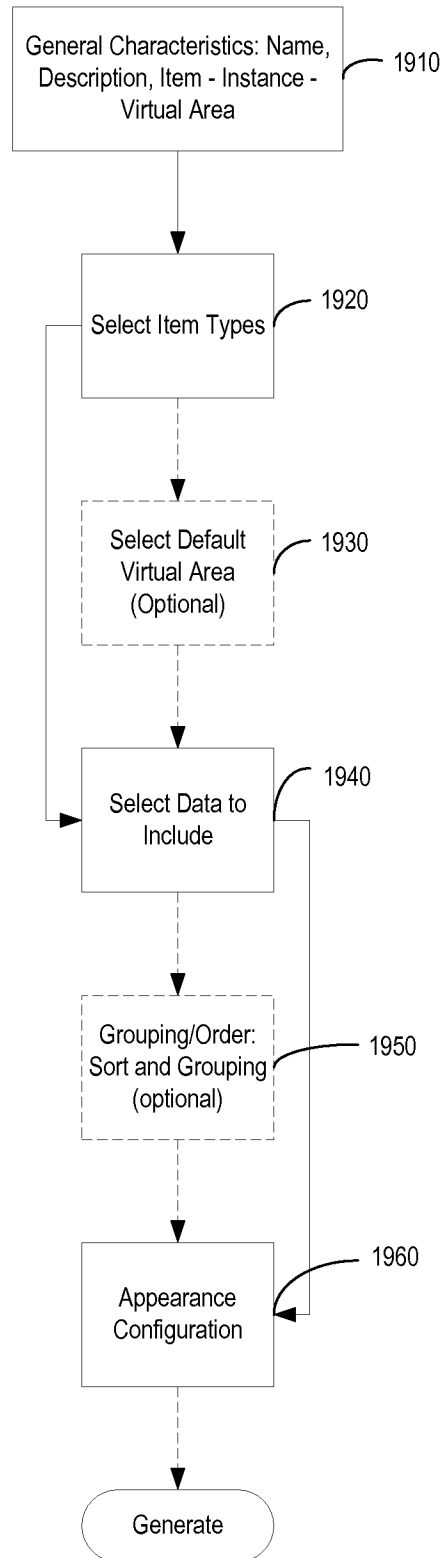 General Characteristics: Name,
Description, Item - Instance -
Virtual Area
1910
Select Item Types
1920
Select Default
Virtual Area
(Optional)
1930
Select Data to
Include
1940
Grouping/Order:
Sort and Grouping
(optional)
1950
Appearance
Configuration
1960
Generate